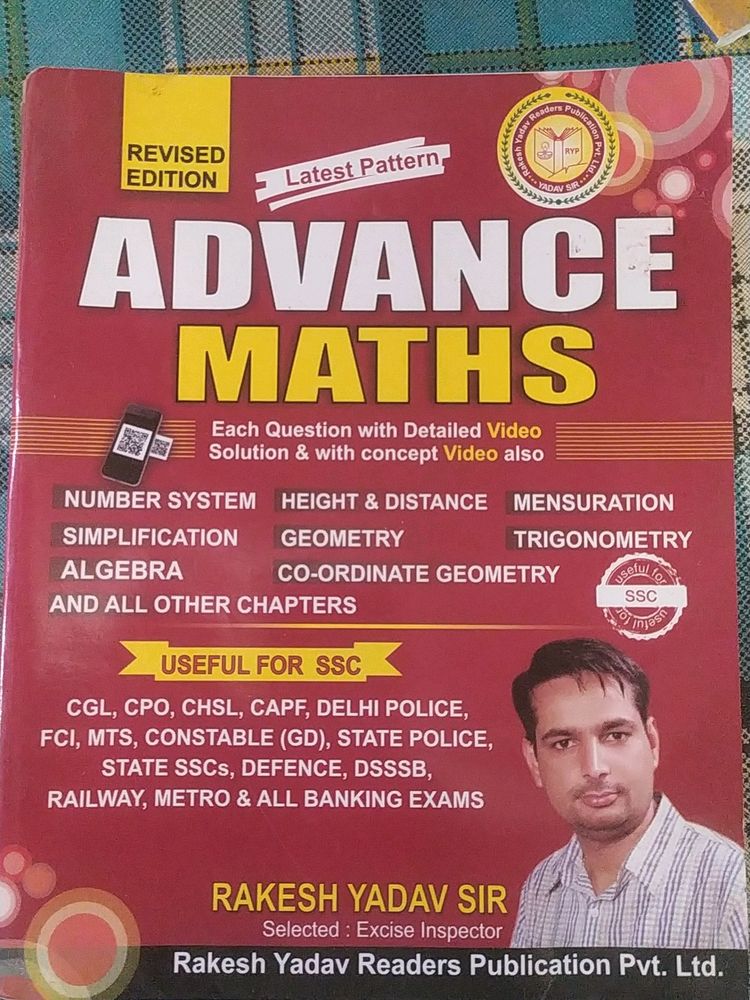 REVISED
EDITION
Latest Pattern
Rakesh Yadav Readers Publication Pvt. Ltd.
RYP
YADAV SIR
ADVANCE
MATHS
Each Question with Detailed Video
Solution & with concept Video also
NUMBER SYSTEM HEIGHT & DISTANCE MENSURATION
SIMPLIFICATION GEOMETRY TRIGONOMETRY
ALGEBRA CO-ORDINATE GEOMETRY
AND ALL OTHER CHAPTERS
useful for
SSC
useful for
USEFUL FOR SSC
CGL, CPO, CHSL, CAPF, DELHI POLICE,
FCI, MTS, CONSTABLE (GD), STATE POLICE,
STATE SSCs, DEFENCE, DSSSB,
RAILWAY, METRO & ALL BANKING EXAMS
RAKESH YADAV SIR
Selected : Excise Inspector
Rakesh Yadav Readers Publication Pvt. Ltd.